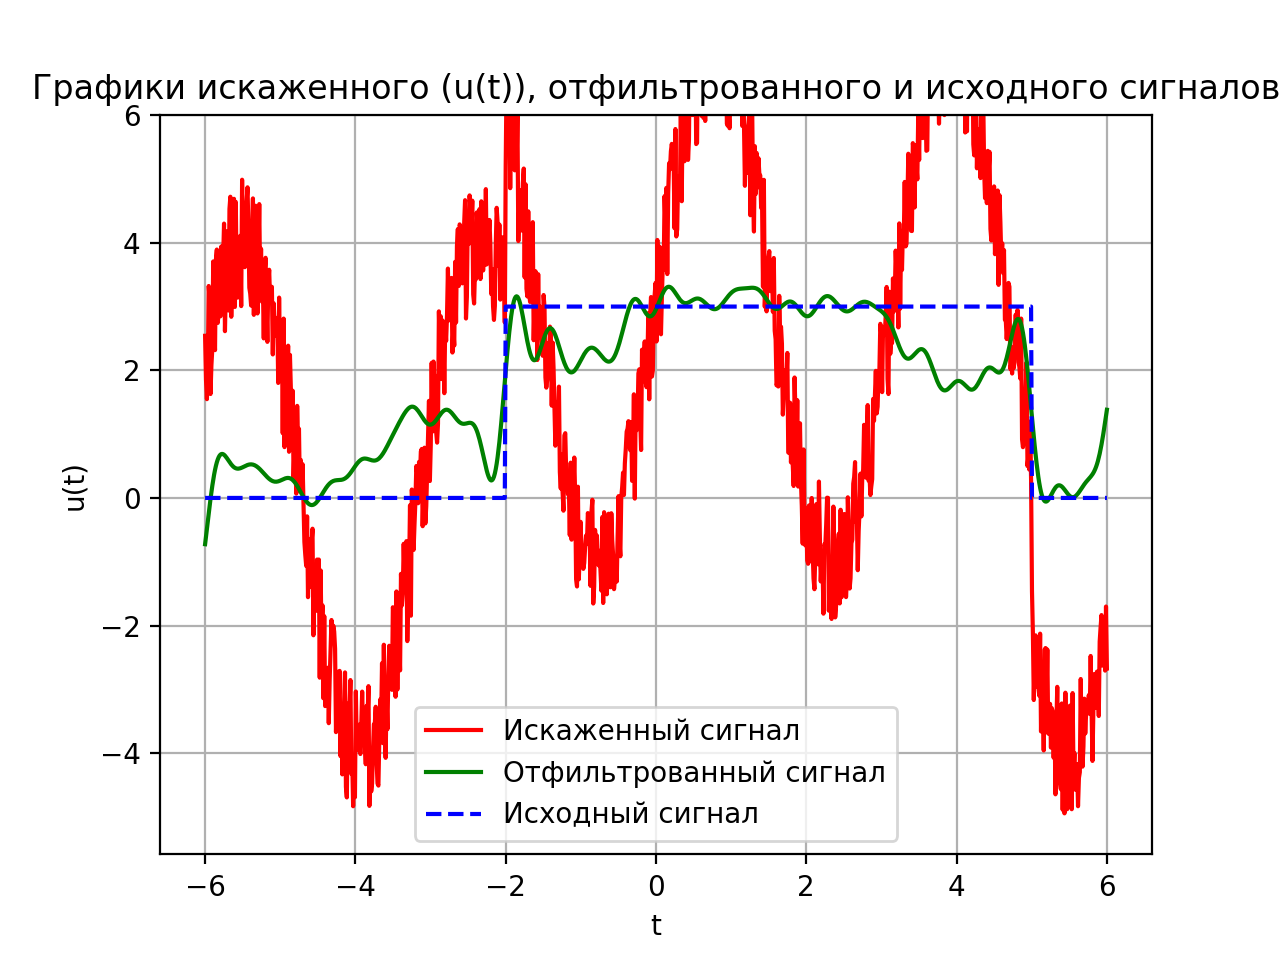 Графики искаженного (u(t)), отфильтрованного и исходного сигналов
6
4
2
0
−2
−4
u(t)
Искаженный сигнал
Отфильтрованный сигнал
Исходный сигнал
−6 −4 −2 0 2 4 6
t